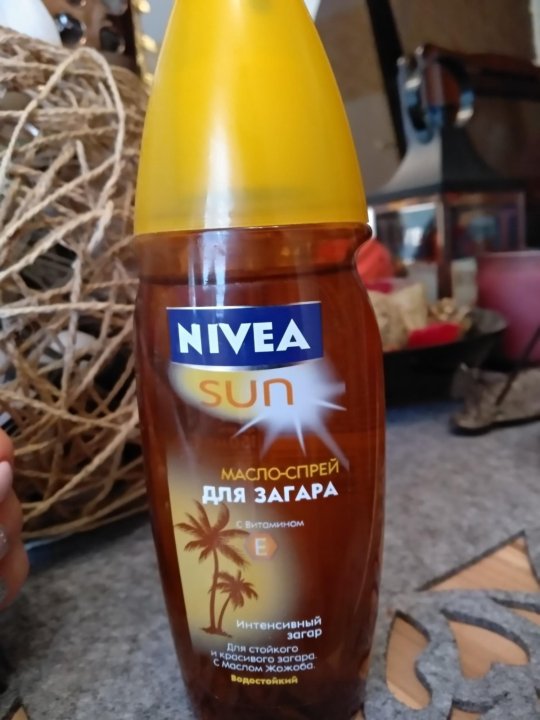 NIVEA
SUN
МАСЛО-СПРЕЙ
ДЛЯ ЗАГАРА
С Витамином
E
Интенсивный
загар
Для стойкого
и красивого загара.
С Маслом Жожоба.
Водостойкий